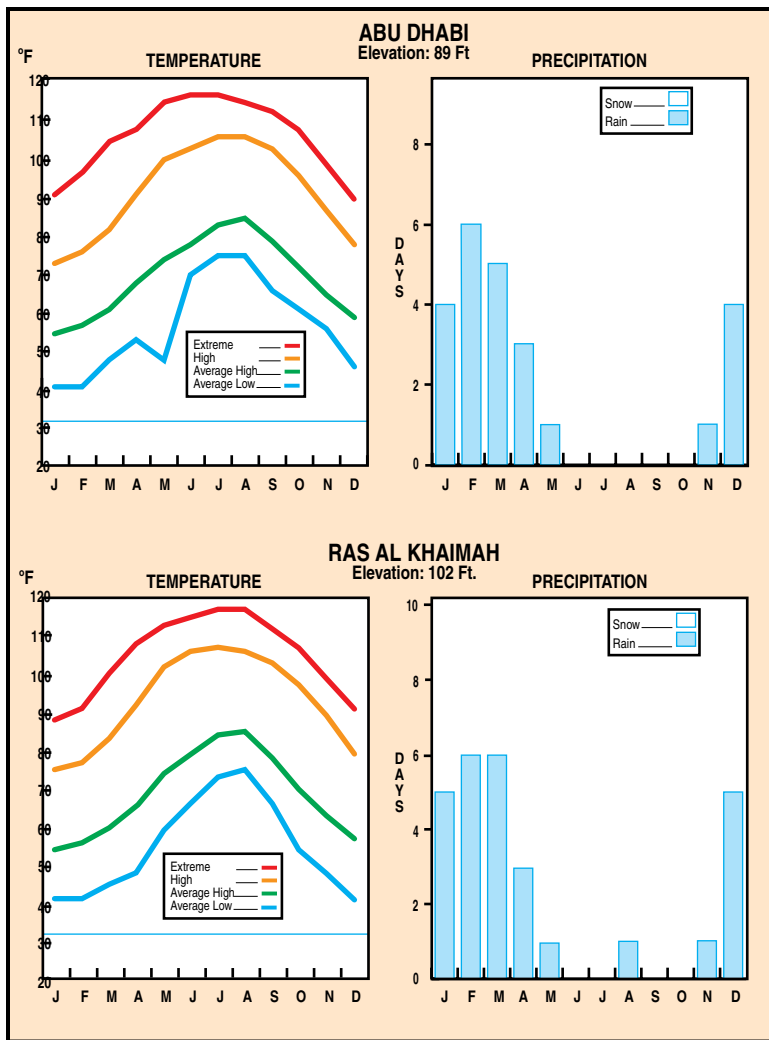 ABU DHABI
Elevation: 89 Ft
°F
TEMPERATURE
PRECIPITATION
120
110
100
90
80
70
60
50
40
30
20
Extreme
High
Average High
Average Low
J F M A M J J A S O N D
Snow
Rain
DAYS
8
6
4
2
0
J F M A M J J A S O N D
RAS AL KHAIMAH
Elevation: 102 Ft.
°F
TEMPERATURE
PRECIPITATION
120
110
100
90
80
70
60
50
40
30
20
Extreme
High
Average High
Average Low
J F M A M J J A S O N D
Snow
Rain
DAYS
10
8
6
4
2
0
J F M A M J J A S O N D